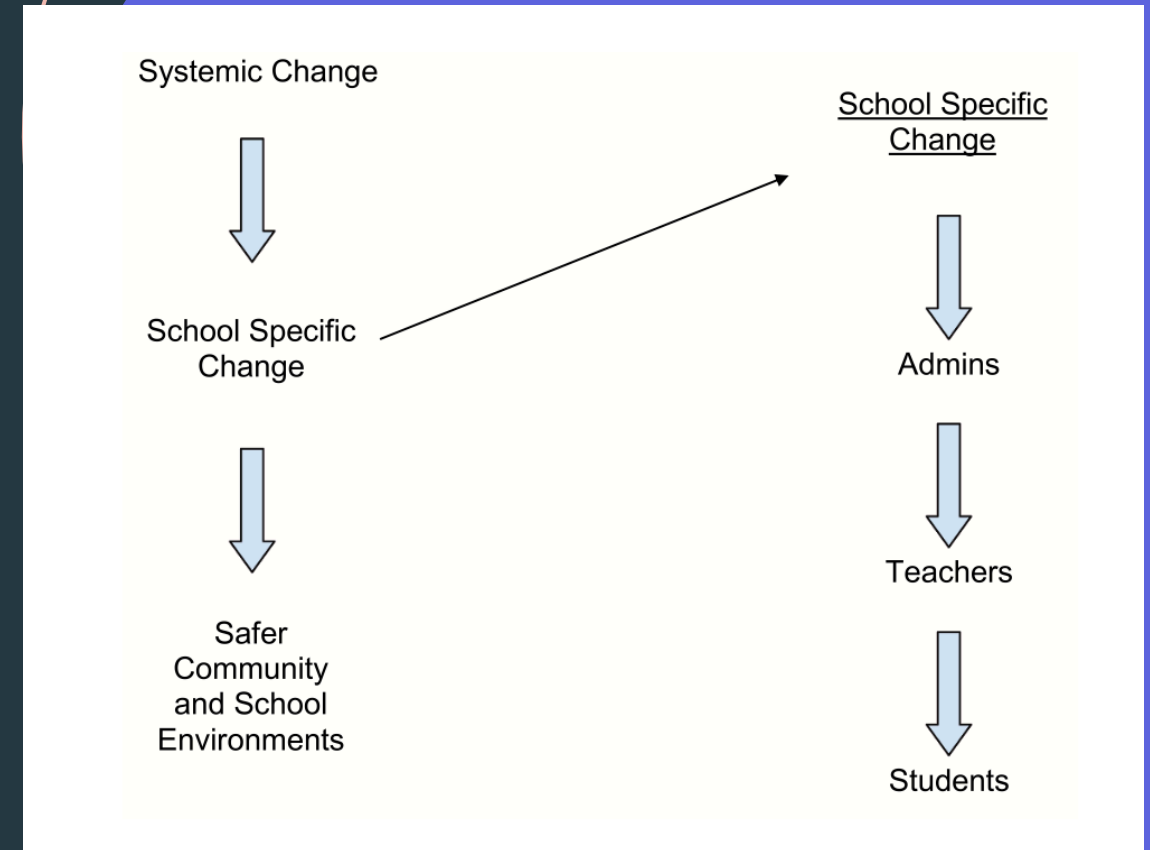 Systemic Change
School Specific
Change
Safer
Community
and School
Environments
School Specific
Change
Admins
Teachers
Students